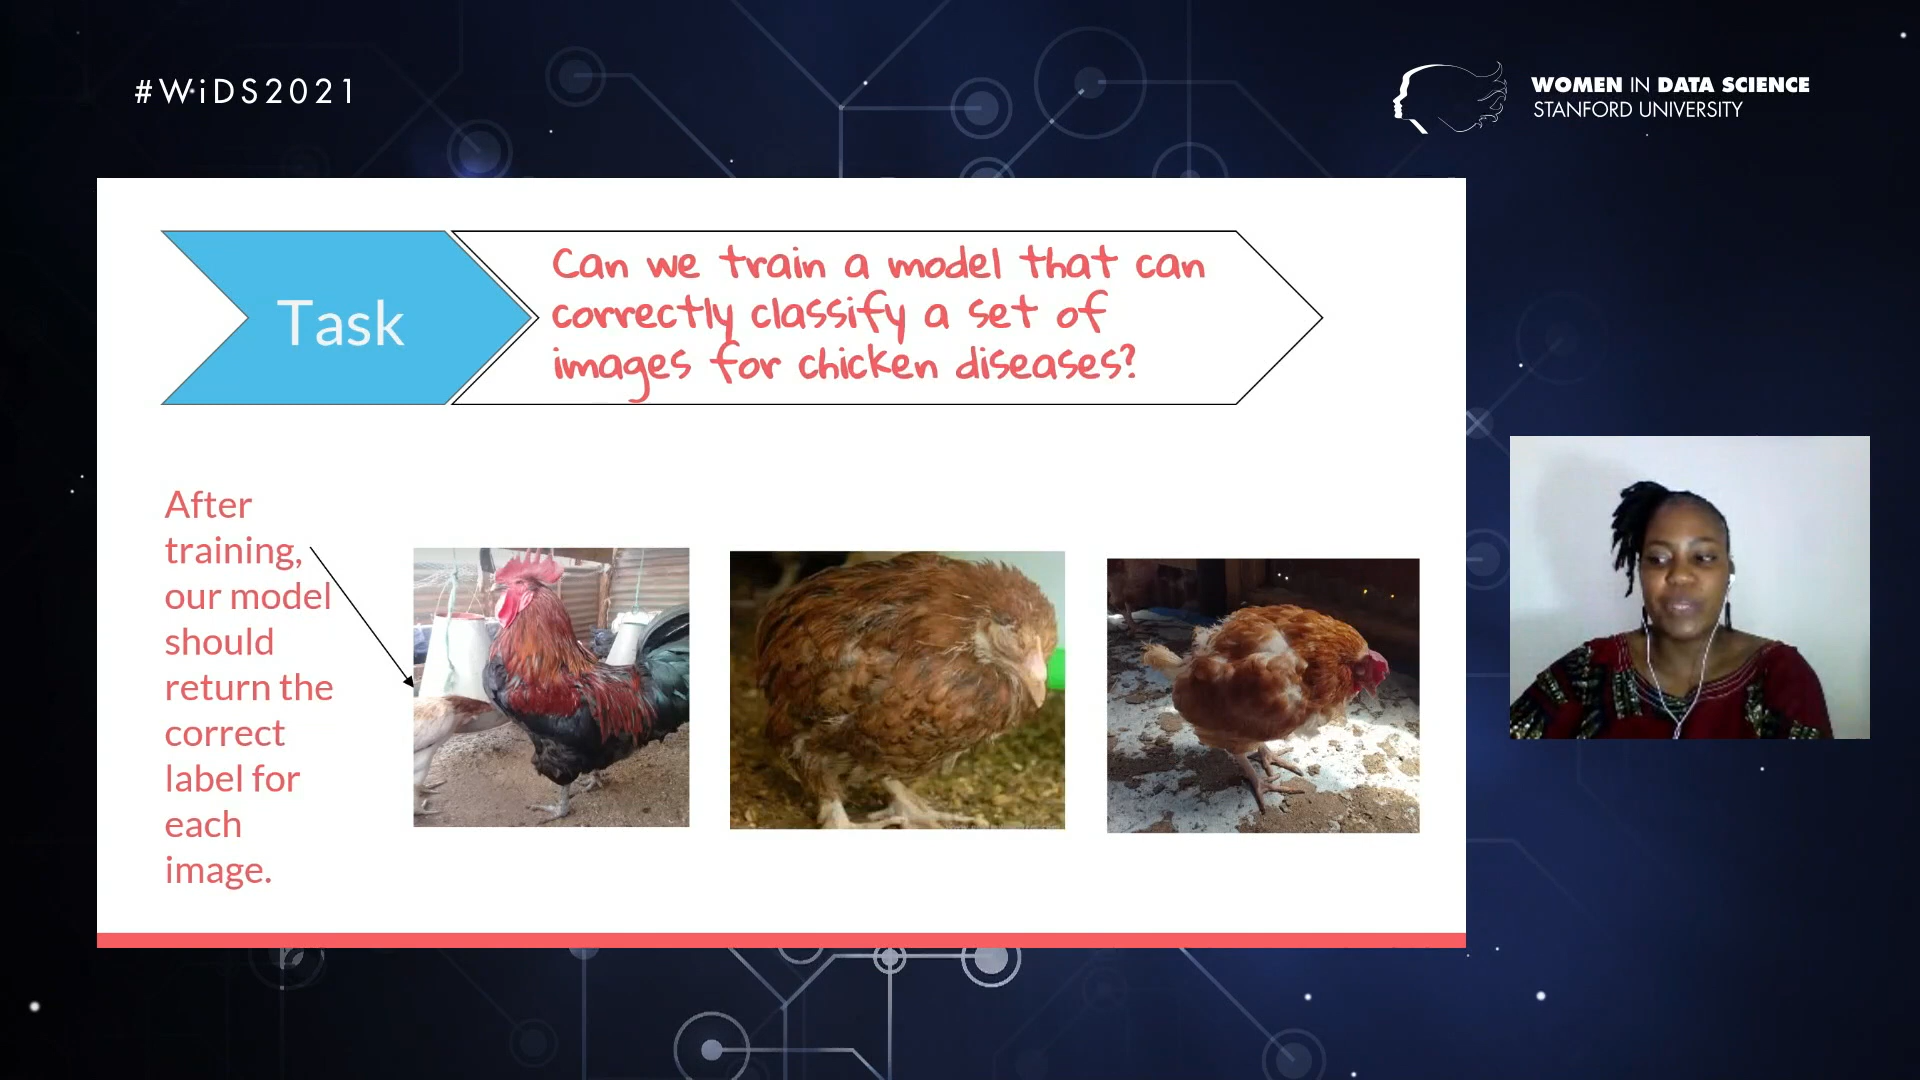 #WiDS2021
WOMEN IN DATA SCIENCE
STANFORD UNIVERSITY
Task
Can we train a model that can
correctly classify a set of
images for chicken diseases?
After
training,
our model
should
return the
correct
label for
each
image.